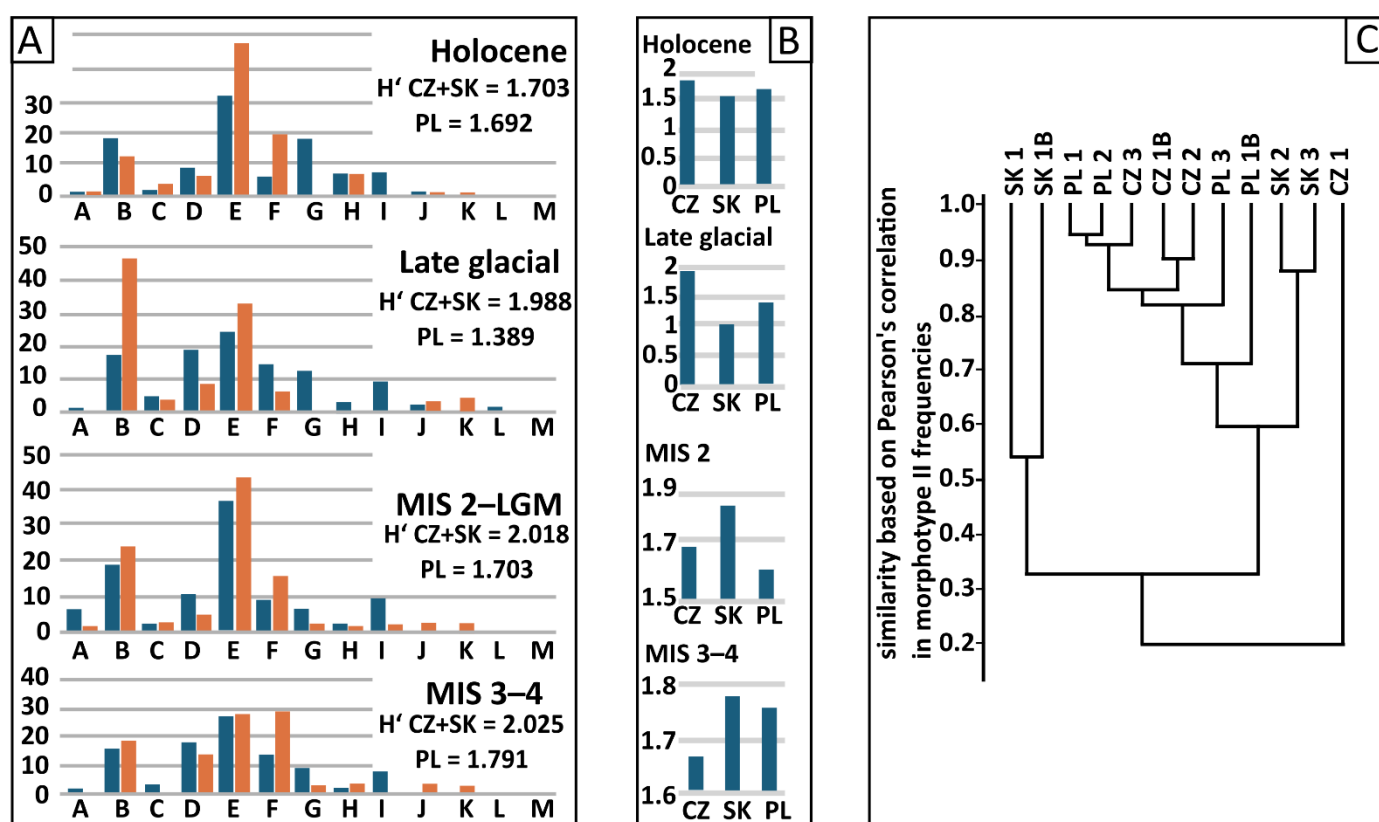 A
Holocene
H‘ CZ+SK = 1.703
PL = 1.692
30
20
10
0
A B C D E F G H I J K L M
Late glacial
H‘ CZ+SK = 1.988
PL = 1.389
50
40
30
20
10
0
A B C D E F G H I J K L M
MIS 2–LGM
H‘ CZ+SK = 2.018
PL = 1.703
50
40
30
20
10
0
A B C D E F G H I J K L M
MIS 3–4
H‘ CZ+SK = 2.025
PL = 1.791
40
30
20
10
0
A B C D E F G H I J K L M
B
Holocene
2
1.5
1
0.5
0
CZ SK PL
Late glacial
2
1.5
1
0.5
0
CZ SK PL
MIS 2
1.9
1.7
1.5
CZ SK PL
MIS 3–4
1.8
1.7
1.6
CZ SK PL
C
SK 1
SK 1B
PL 1
PL 2
CZ 3
CZ 1B
CZ 2
PL 3
PL 1B
SK 2
SK 3
CZ 1
similarity based on Pearson's correlation
in morphotype II frequencies
1.0
0.9
0.8
0.7
0.6
0.5
0.4
0.3
0.2